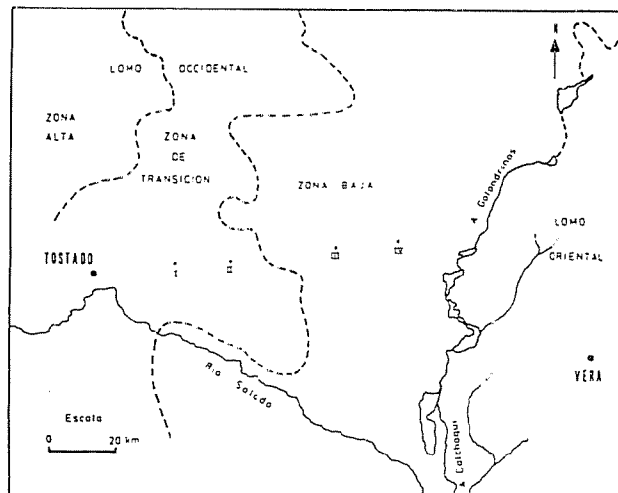 N
LOMO OCCIDENTAL
ZONA
ALTA
ZONA
DE
TRANSICION
ZONA BAJA
A. Golondrinas
LOMO
ORIENTAL
TOSTADO
I
II
III
IV
Rio Salado
VERA
Escala
0 20 km
A. Calchaqui